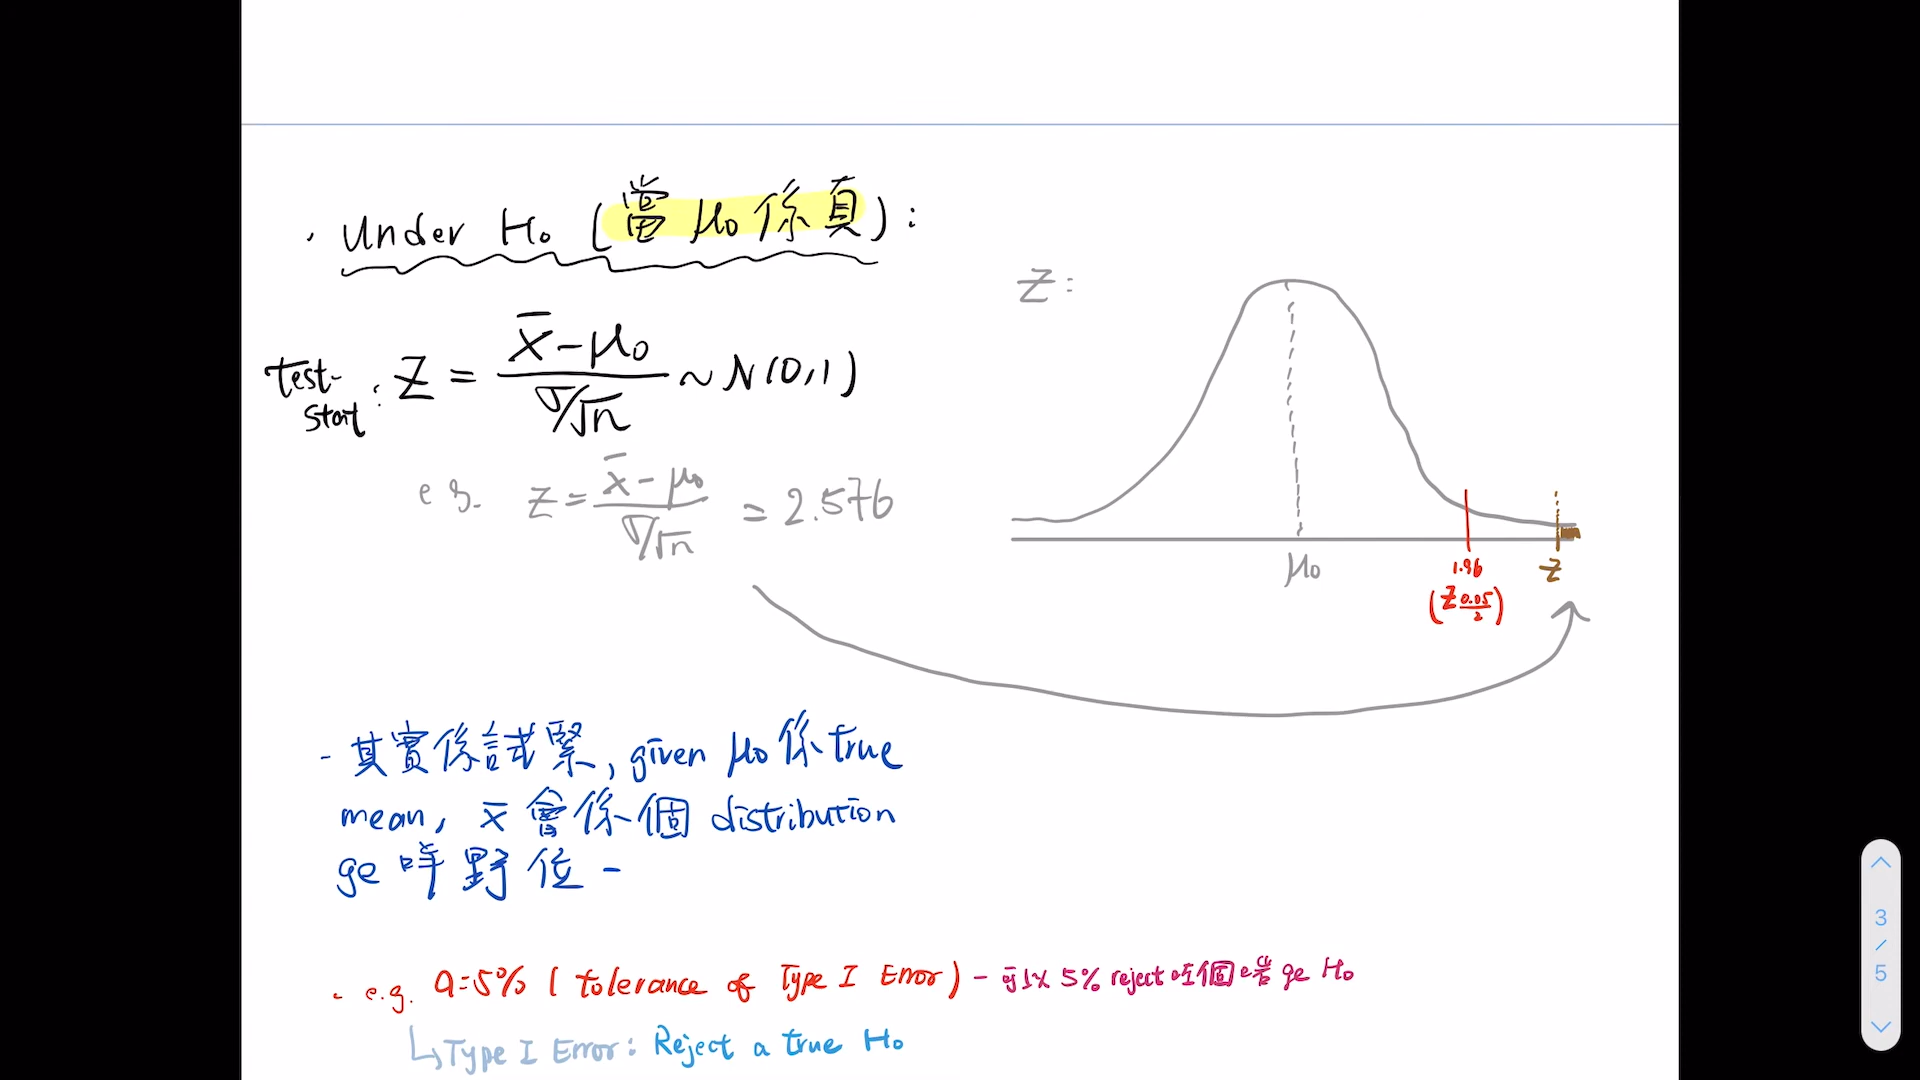 · Under H₀ (當 μ₀ 係真):
Test-
Stat : Z = (x̄ - μ₀) / (σ/√n) ~ N(0,1)
e.g. Z = (x̄ - μ₀) / (σ/√n) = 2.576
Z:
μ₀
1.96
(Z 0.05/2)
Z
- 其實係試緊, given μ₀ 係 true
mean, x̄ 會係個 distribution
ge 咩野位 -
- e.g. α=5% ( tolerance of Type I Error) - 可以 5% reject 咗個啱 ge H₀
↳ Type I Error: Reject a true H₀
3
/
5